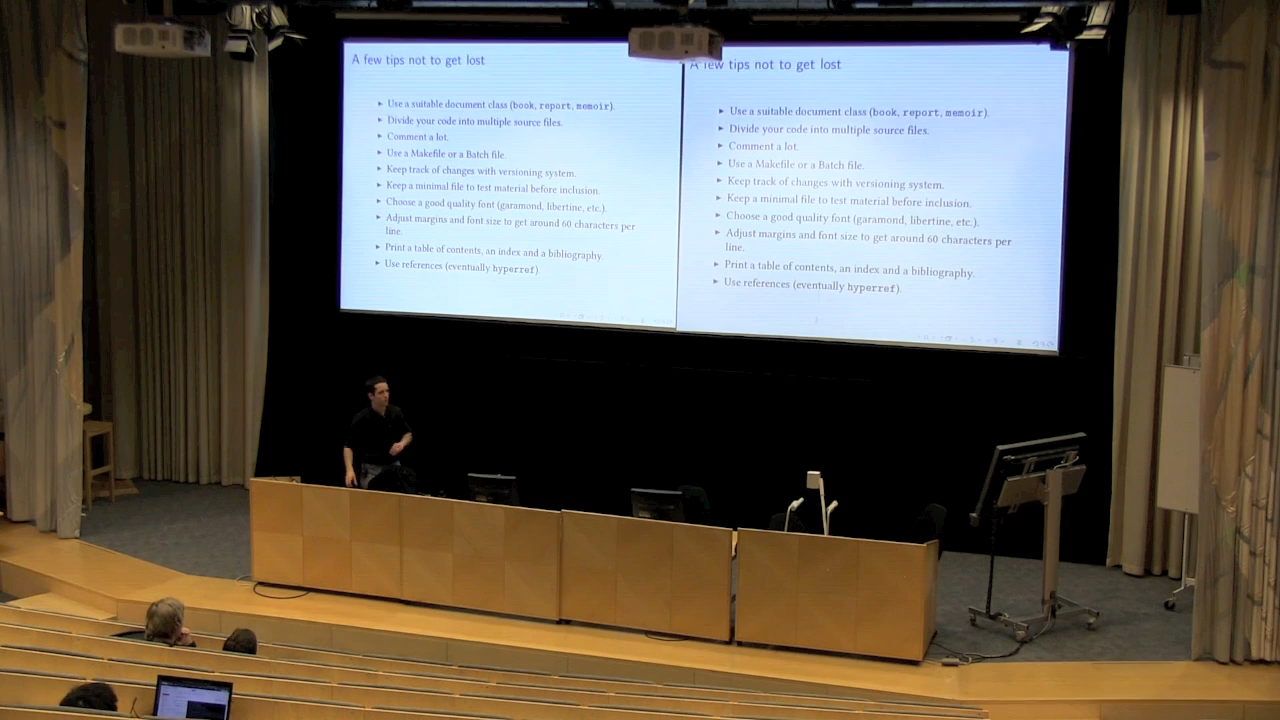 A few tips not to get lost
▸ Use a suitable document class (book, report, memoir).
▸ Divide your code into multiple source files.
▸ Comment a lot.
▸ Use a Makefile or a Batch file.
▸ Keep track of changes with versioning system.
▸ Keep a minimal file to test material before inclusion.
▸ Choose a good quality font (garamond, libertine, etc.).
▸ Adjust margins and font size to get around 60 characters per
line.
▸ Print a table of contents, an index and a bibliography.
▸ Use references (eventually hyperref)
A few tips not to get lost
▸ Use a suitable document class (book, report, memoir).
▸ Divide your code into multiple source files.
▸ Comment a lot.
▸ Use a Makefile or a Batch file.
▸ Keep track of changes with versioning system.
▸ Keep a minimal file to test material before inclusion.
▸ Choose a good quality font (garamond, libertine, etc.).
▸ Adjust margins and font size to get around 60 characters per
line.
▸ Print a table of contents, an index and a bibliography.
▸ Use references (eventually hyperref).